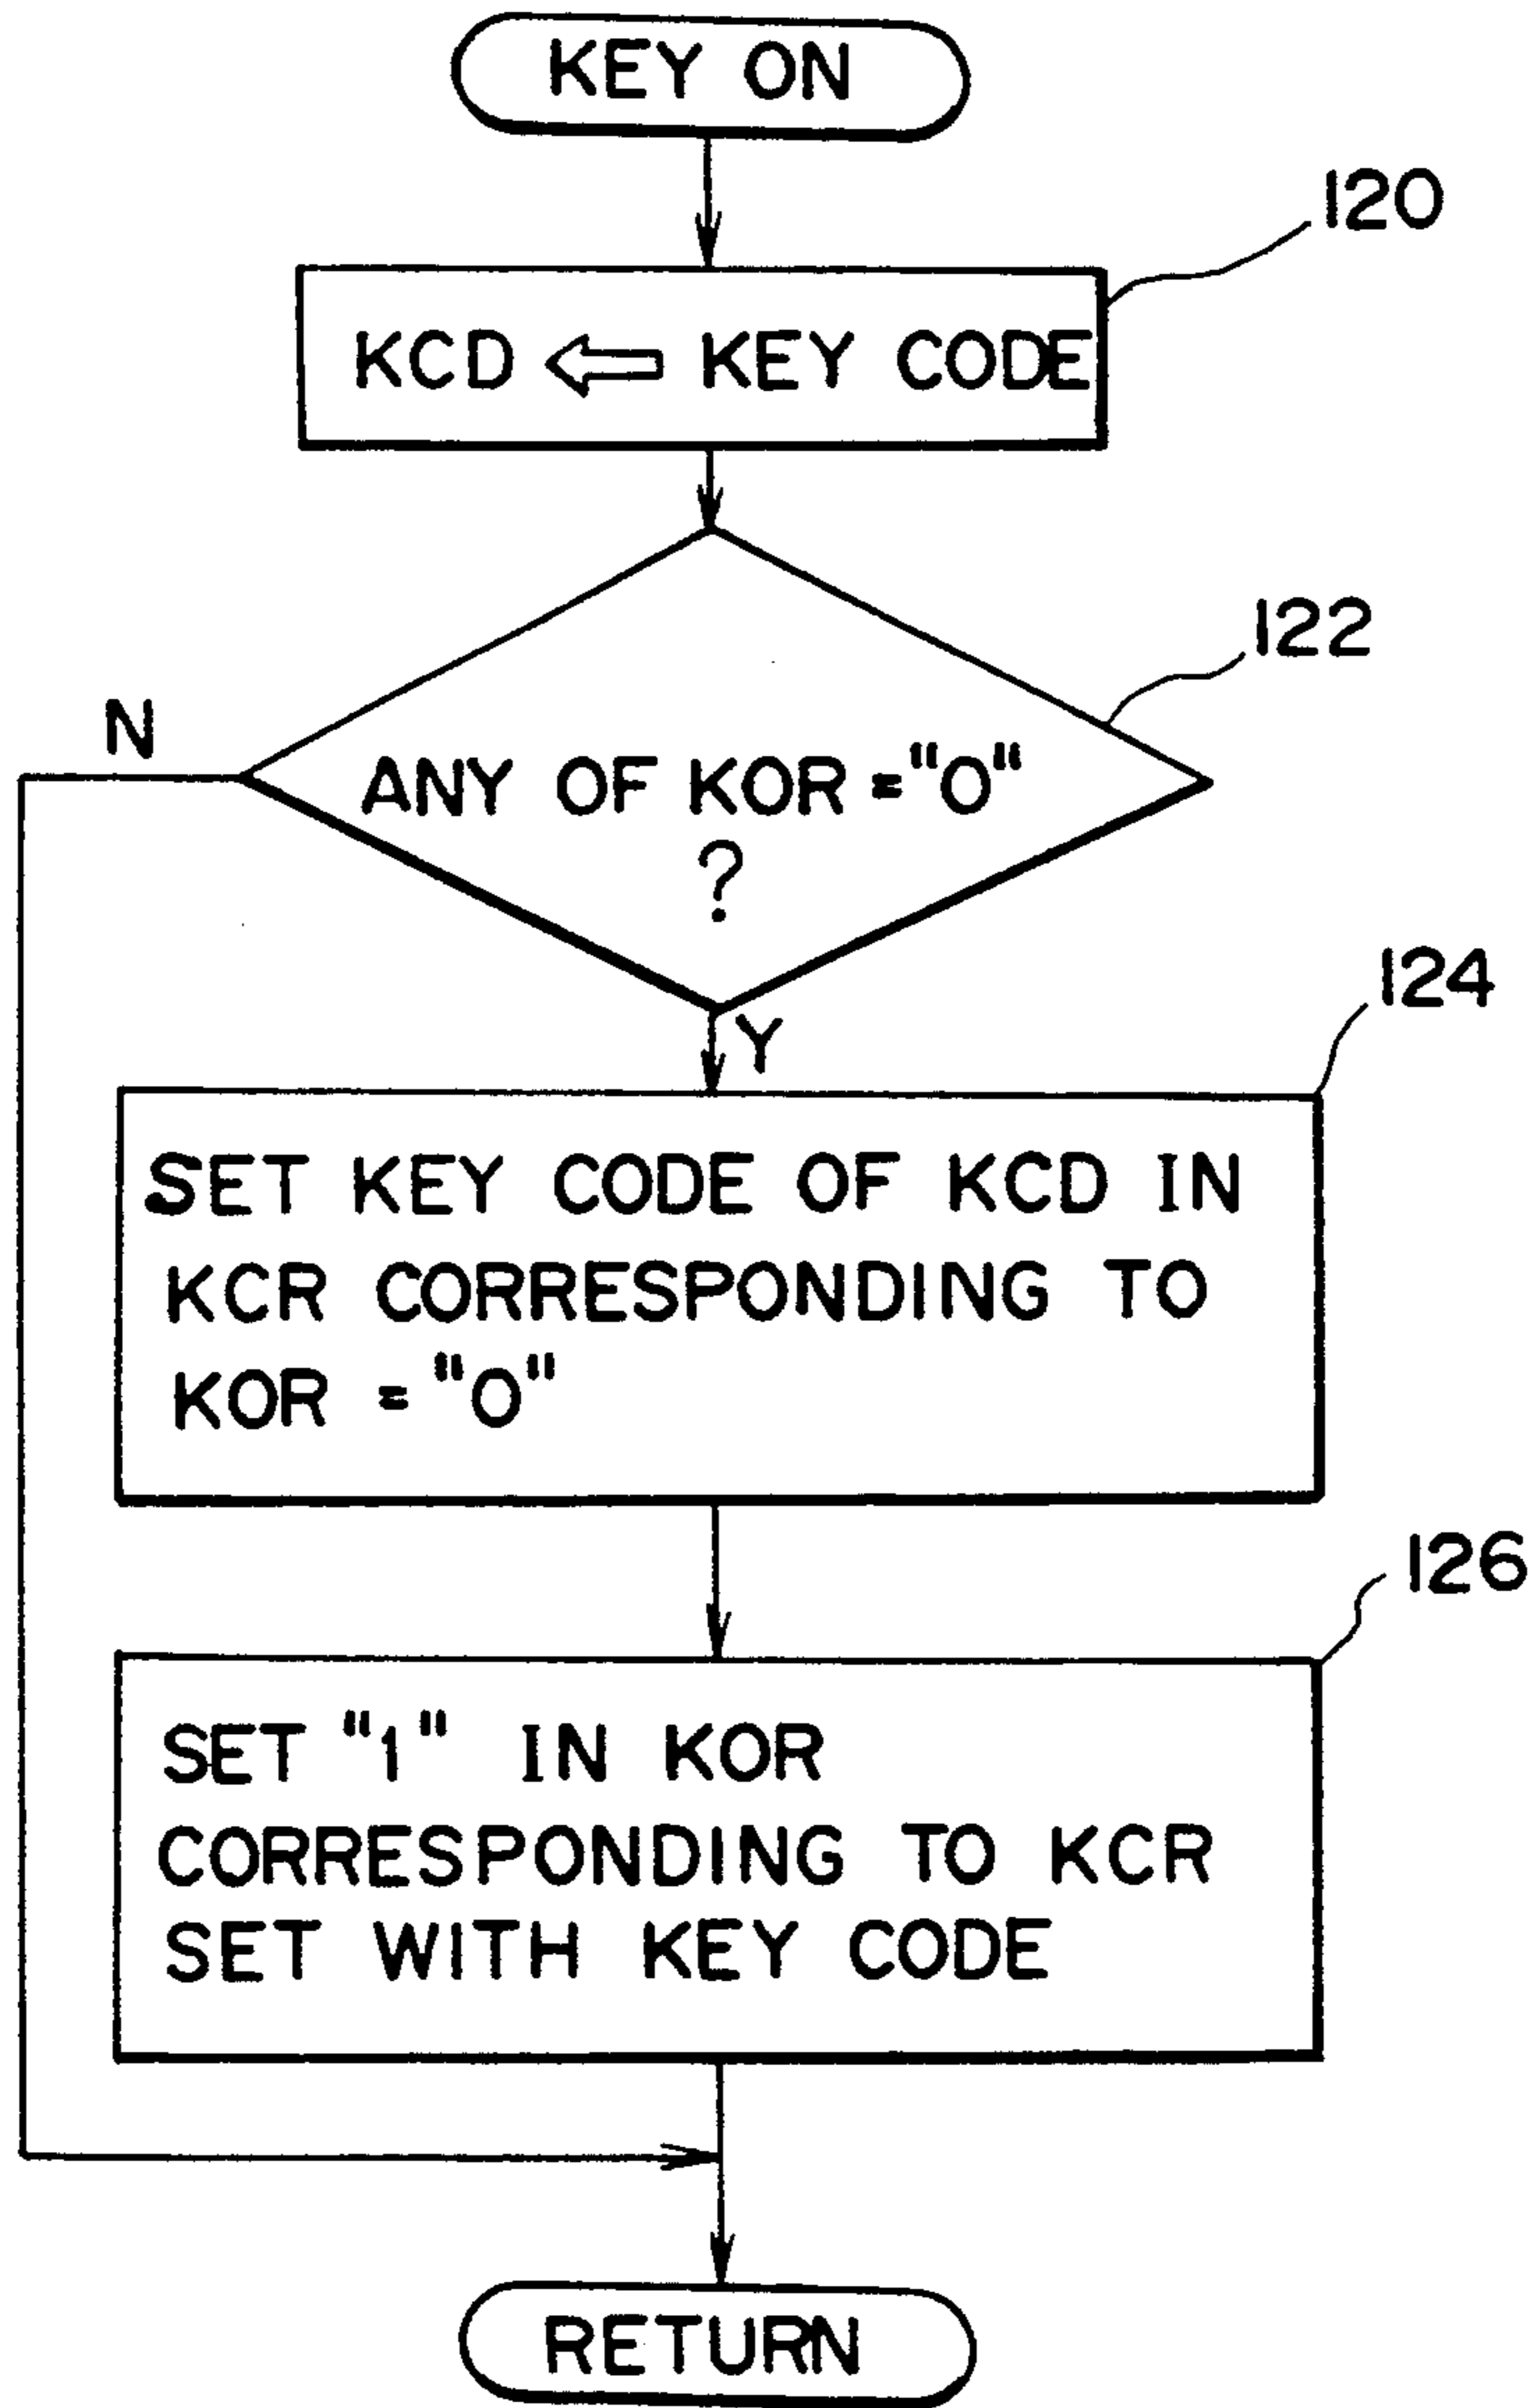 KEY ON
120
KCD ⇐ KEY CODE
122
N
ANY OF KOR = "0"
?
Y
124
SET KEY CODE OF KCD IN
KCR CORRESPONDING TO
KOR = "0"
126
SET "1" IN KOR
CORRESPONDING TO KCR
SET WITH KEY CODE
RETURN